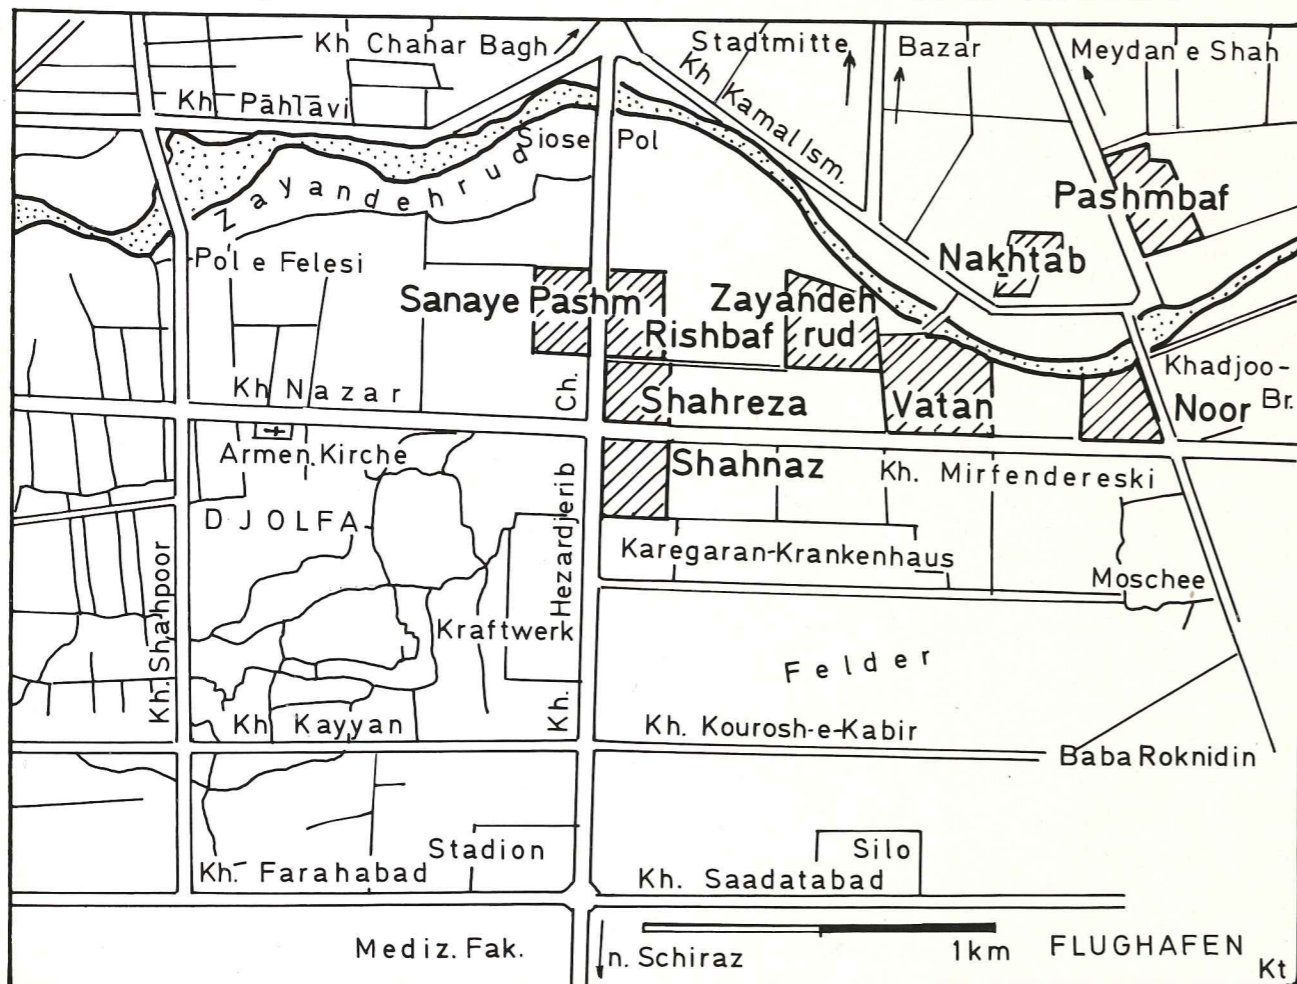 Kh Chahar Bagh
Stadtmitte
Bazar
Meydan e Shah
Kh Pāhlāvi
Kh Kamal Ism.
Siose Pol
Zayandehrud
Pashmbaf
Pol e Felesi
Nakhtab
Sanaye Pashm
Zayandeh
rud
Rishbaf
Khadjoo-
Br.
Kh Nazar
Ch.
Shahreza
Vatan
Noor
Armen. Kirche
Shahnaz
Kh. Mirfendereski
DJOLFA
Karegaran-Krankenhaus
Moschee
Kh. Shahpoor
Kh. Hezardjerib
Kraftwerk
Felder
Kh Kayyan
Kh. Kourosh-e-Kabir
Baba Roknidin
Stadion
Silo
Kh. Farahabad
Kh. Saadatabad
Mediz. Fak.
n. Schiraz
1km
FLUGHAFEN
Kt